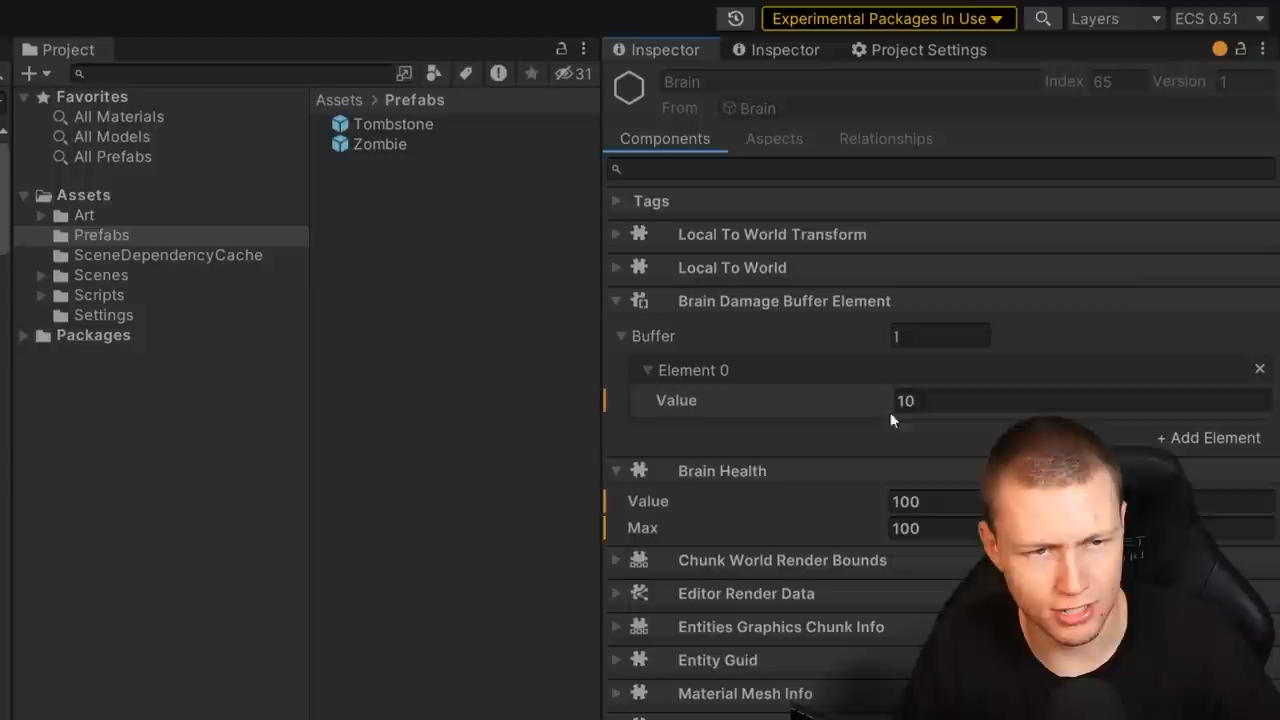 Experimental Packages In Use
Layers
ECS 0.51
Project
Inspector
Inspector
Project Settings
31
Favorites
All Materials
All Models
All Prefabs
Assets
Art
Prefabs
SceneDependencyCache
Scenes
Scripts
Settings
Packages
Assets > Prefabs
Tombstone
Zombie
Brain
Index 65
Version 1
From
Brain
Components
Aspects
Relationships
Tags
Local To World Transform
Local To World
Brain Damage Buffer Element
Buffer
1
Element 0
Value
10
+ Add Element
Brain Health
Value
100
Max
100
Chunk World Render Bounds
Editor Render Data
Entities Graphics Chunk Info
Entity Guid
Material Mesh Info